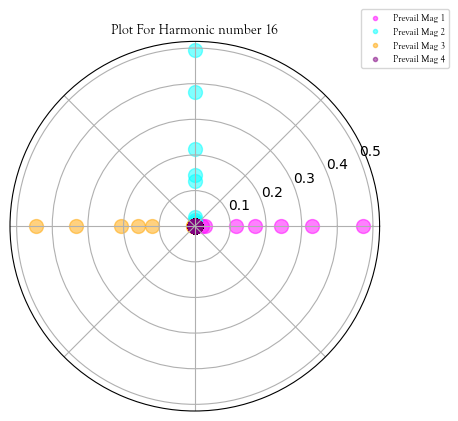 Plot For Harmonic number 16
Prevail Mag 1
Prevail Mag 2
Prevail Mag 3
Prevail Mag 4
0.5
0.4
0.3
0.2
0.1